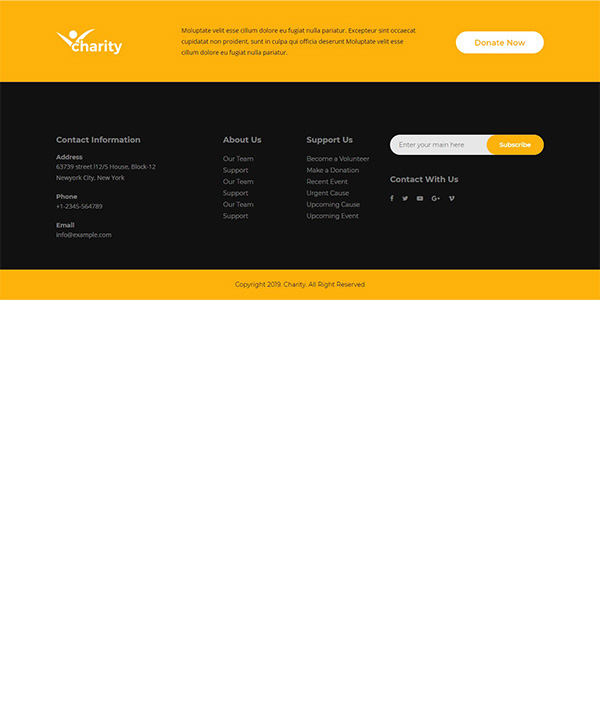 charity
Moluptate velit esse cillum dolore eu fugiat nulla pariatur. Excepteur sint occaecat
cupidatat non proident, sunt in culpa qui officia deserunt Moluptate velit esse
cillum dolore eu fugiat nulla pariatur.
Donate Now
Contact Information
Address
63739 street l12/5 House, Block-12
Newyork City, New York
Phone
+1-2345-564789
Email
info@example.com
About Us
Our Team
Support
Our Team
Support
Our Team
Support
Support Us
Become a Volunteer
Make a Donation
Recent Event
Urgent Cause
Upcoming Cause
Upcoming Event
Enter your main here
Subscribe
Contact With Us
Copyright 2019. Charity. All Right Reserved